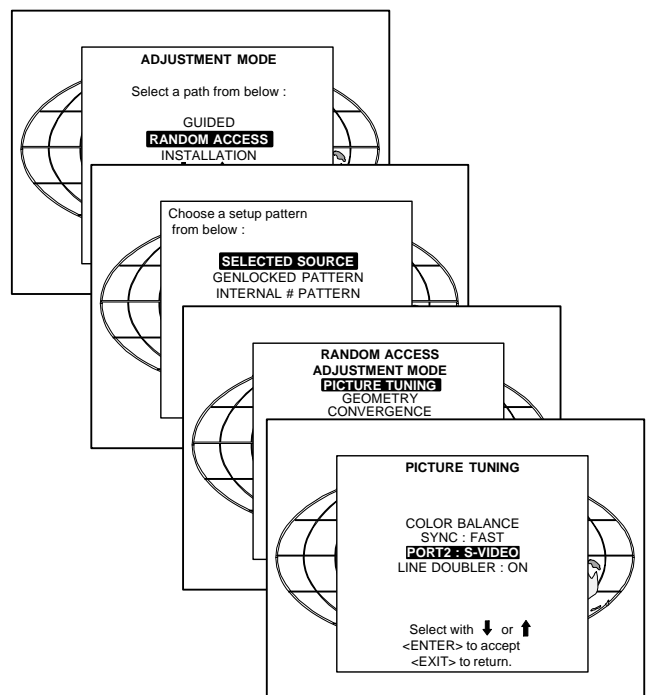 ADJUSTMENT MODE
Select a path from below :
GUIDED
RANDOM ACCESS
INSTALLATION
Choose a setup pattern
from below :
SELECTED SOURCE
GENLOCKED PATTERN
INTERNAL # PATTERN
RANDOM ACCESS
ADJUSTMENT MODE
PICTURE TUNING
GEOMETRY
CONVERGENCE
PICTURE TUNING
COLOR BALANCE
SYNC : FAST
PORT2 : S-VIDEO
LINE DOUBLER : ON
Select with ↓ or ↑
<ENTER> to accept
<EXIT> to return.